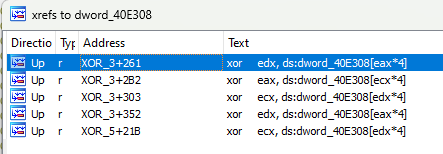 xrefs to dword_40E308
Directio Typ Address Text
Up r XOR_3+261 xor edx, ds:dword_40E308[eax*4]
Up r XOR_3+2B2 xor eax, ds:dword_40E308[ecx*4]
Up r XOR_3+303 xor ecx, ds:dword_40E308[edx*4]
Up r XOR_3+352 xor edx, ds:dword_40E308[eax*4]
Up r XOR_5+21B xor ecx, ds:dword_40E308[edx*4]